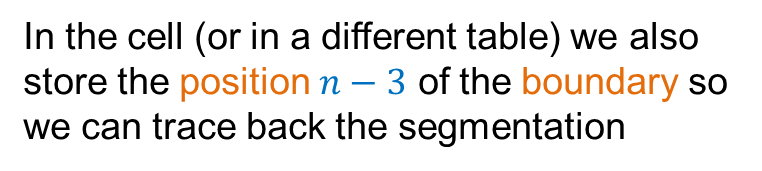 In the cell (or in a different table) we also
store the position n − 3 of the boundary so
we can trace back the segmentation